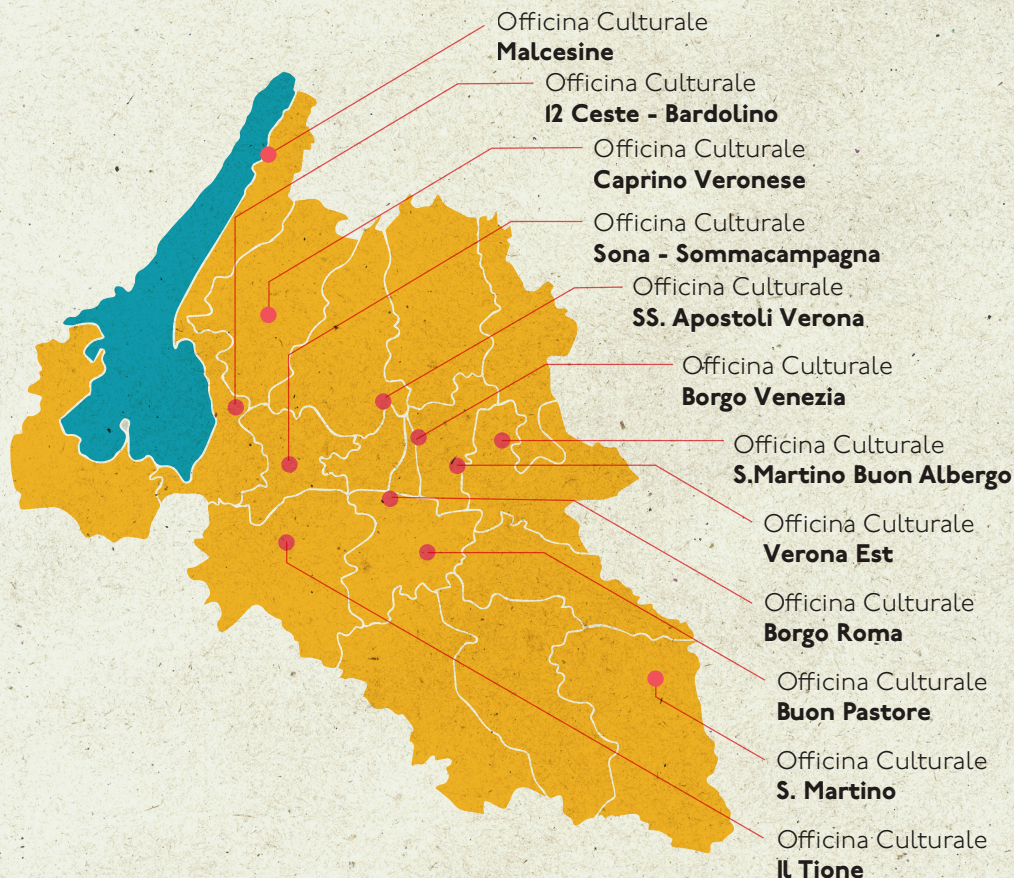 Officina Culturale
Malcesine
Officina Culturale
12 Ceste - Bardolino
Officina Culturale
Caprino Veronese
Officina Culturale
Sona - Sommacampagna
Officina Culturale
SS. Apostoli Verona
Officina Culturale
Borgo Venezia
Officina Culturale
S.Martino Buon Albergo
Officina Culturale
Verona Est
Officina Culturale
Borgo Roma
Officina Culturale
Buon Pastore
Officina Culturale
S. Martino
Officina Culturale
Il Tione